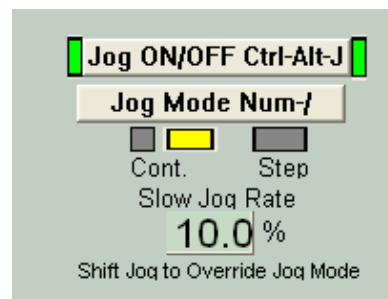 Jog ON/OFF Ctrl-Alt-J
Jog Mode Num-/
Cont. Step
Slow Jog Rate
10.0 %
Shift Jog to Override Jog Mode